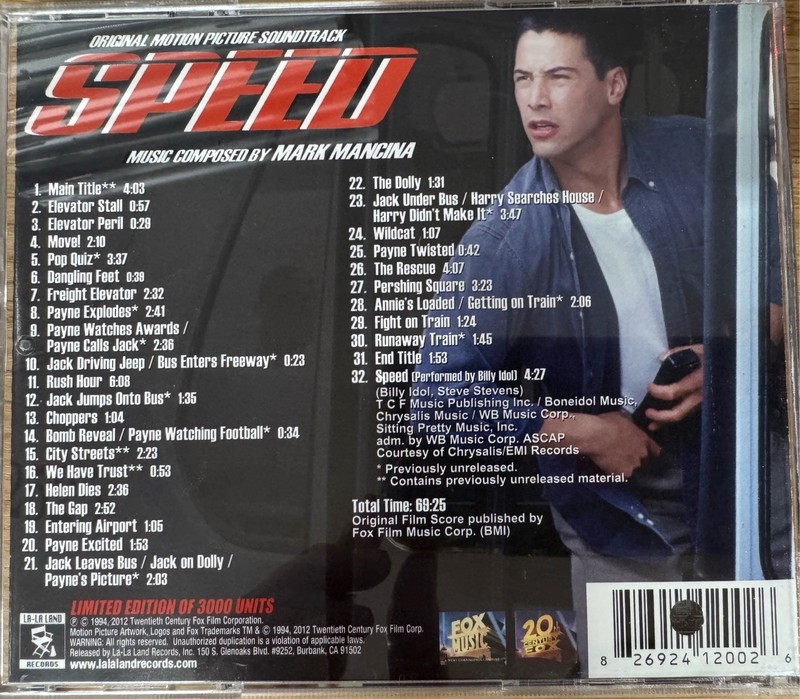 ORIGINAL MOTION PICTURE SOUNDTRACK
SPEED
MUSIC COMPOSED BY MARK MANCINA
1. Main Title** 4:03
2. Elevator Stall 0:57
3. Elevator Peril 0:29
4. Move! 2:10
5. Pop Quiz* 3:37
6. Dangling Feet 0:39
7. Freight Elevator 2:32
8. Payne Explodes* 2:41
9. Payne Watches Awards /
Payne Calls Jack* 2:36
10. Jack Driving Jeep / Bus Enters Freeway* 0:23
11. Rush Hour 6:08
12. Jack Jumps Onto Bus* 1:35
13. Choppers 1:04
14. Bomb Reveal / Payne Watching Football* 0:34
15. City Streets** 2:23
16. We Have Trust** 0:53
17. Helen Dies 2:36
18. The Gap 2:52
19. Entering Airport 1:05
20. Payne Excited 1:53
21. Jack Leaves Bus / Jack on Dolly /
Payne's Picture* 2:03
22. The Dolly 1:31
23. Jack Under Bus / Harry Searches House /
Harry Didn't Make It* 3:47
24. Wildcat 1:07
25. Payne Twisted 0:42
26. The Rescue 4:07
27. Pershing Square 3:23
28. Annie's Loaded / Getting on Train* 2:06
29. Fight on Train 1:24
30. Runaway Train* 1:45
31. End Title 1:53
32. Speed (Performed by Billy Idol) 4:27
(Billy Idol, Steve Stevens)
T C F Music Publishing Inc. / Boneidol Music,
Chrysalis Music / WB Music Corp.,
Sitting Pretty Music, Inc.
adm. by WB Music Corp. ASCAP
Courtesy of Chrysalis/EMI Records
* Previously unreleased.
** Contains previously unreleased material.
Total Time: 69:25
Original Film Score published by
Fox Film Music Corp. (BMI)
LIMITED EDITION OF 3000 UNITS
LA-LA LAND
RECORDS
℗ © 1994, 2012 Twentieth Century Fox Film Corporation.
Motion Picture Artwork, Logos and Fox Trademarks TM & © 1994, 2012 Twentieth Century Fox Film Corp.
WARNING: All rights reserved. Unauthorized duplication is a violation of applicable laws.
Released by La-La Land Records, Inc. 150 S. Glenoaks Blvd. #9252, Burbank, CA 91502
www.lalalandrecords.com
FOX
MUSIC
20th
CENTURY
FOX
8 26924 12002 6